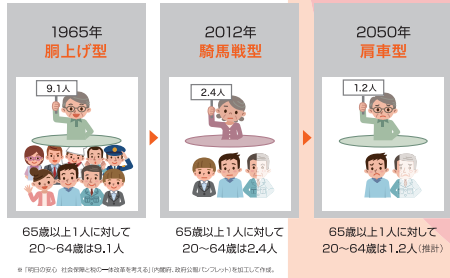 1965年
胴上げ型
9.1人
65歳以上1人に対して
20〜64歳は9.1人
2012年
騎馬戦型
2.4人
65歳以上1人に対して
20〜64歳は2.4人
2050年
肩車型
1.2人
65歳以上1人に対して
20〜64歳は1.2人(推計)
※「明日の安心 社会保障と税の一体改革を考える」(内閣府、政府公報パンフレット)を加工して作成。